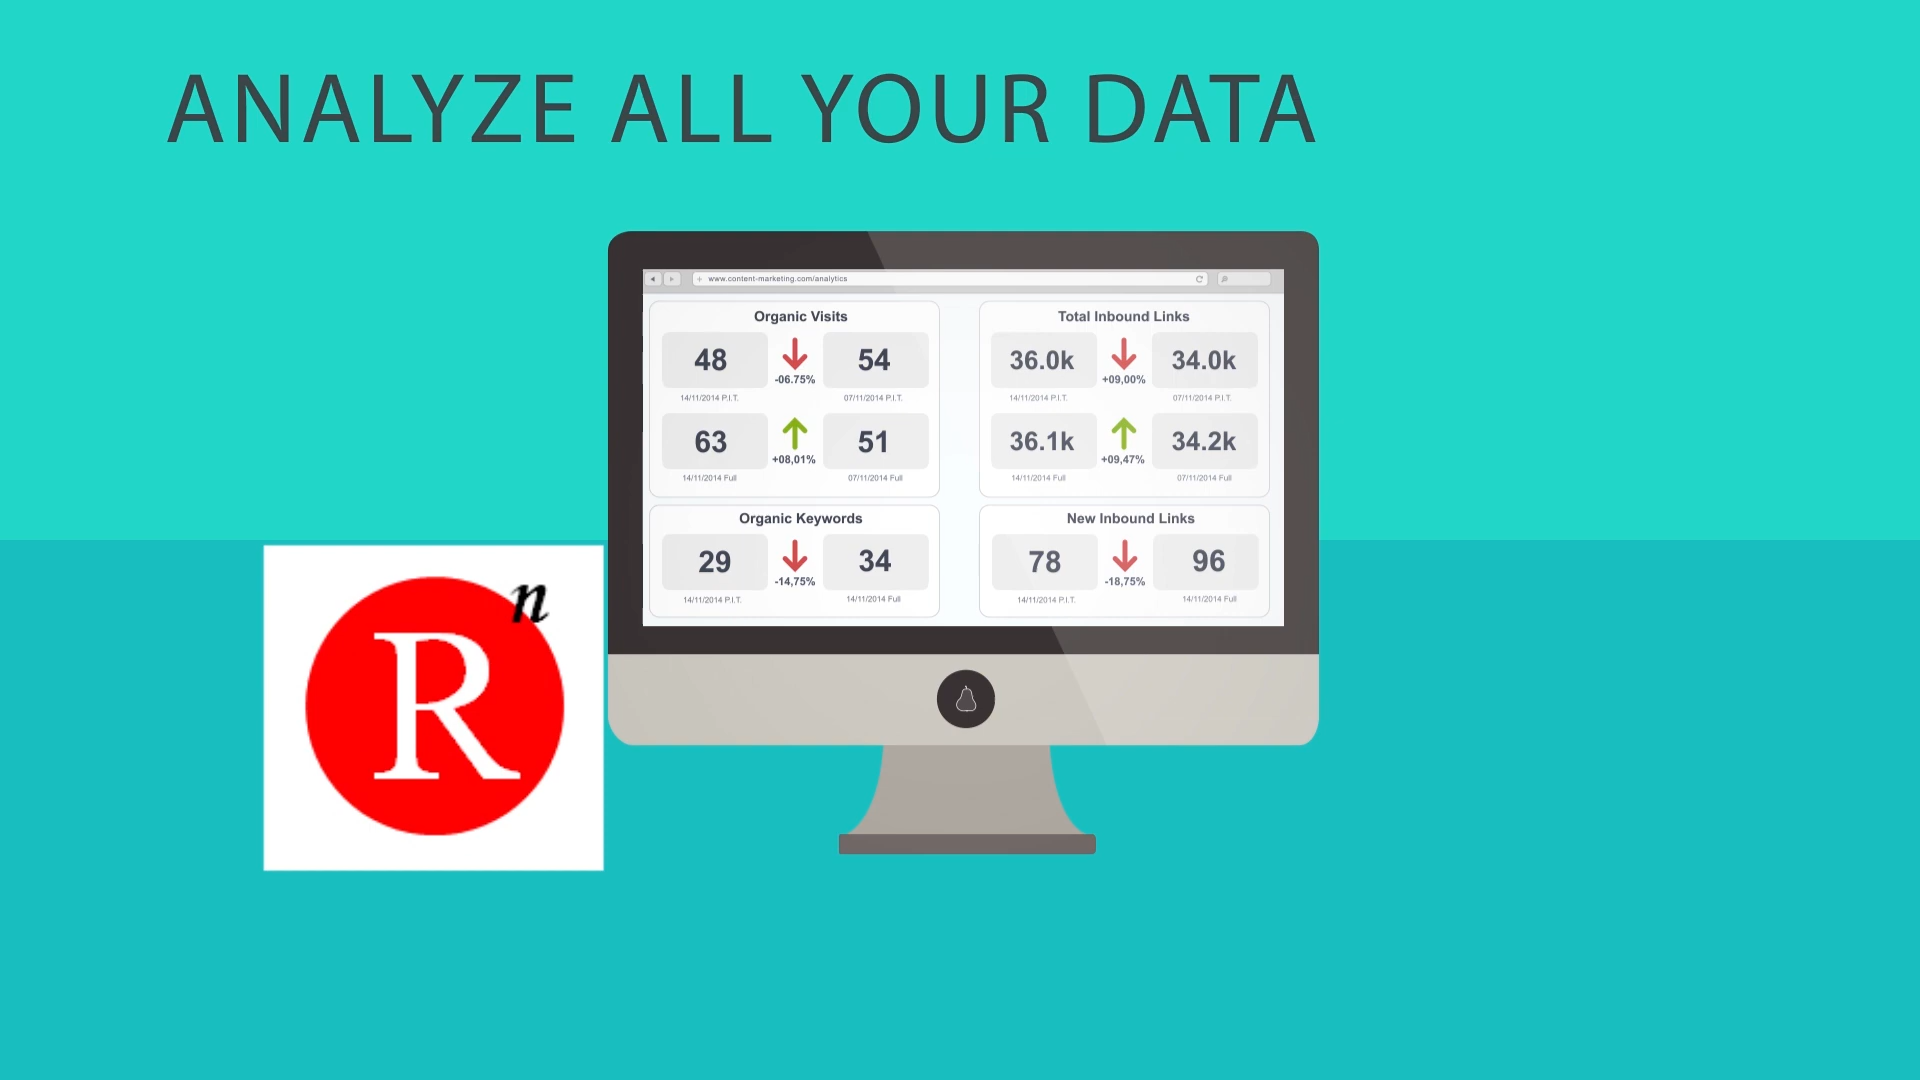 ANALYZE ALL YOUR DATA
www.content-marketing.com/analytics
Organic Visits
48 -06.75% 54
14/11/2014 P.I.T. 07/11/2014 P.I.T.
63 +08,01% 51
14/11/2014 Full 07/11/2014 Full
Total Inbound Links
36.0k +09,00% 34.0k
14/11/2014 P.I.T. 07/11/2014 P.I.T.
36.1k +09,47% 34.2k
14/11/2014 Full 07/11/2014 Full
Organic Keywords
29 -14,75% 34
14/11/2014 P.I.T. 14/11/2014 Full
New Inbound Links
78 -18,75% 96
14/11/2014 P.I.T. 14/11/2014 Full
R n